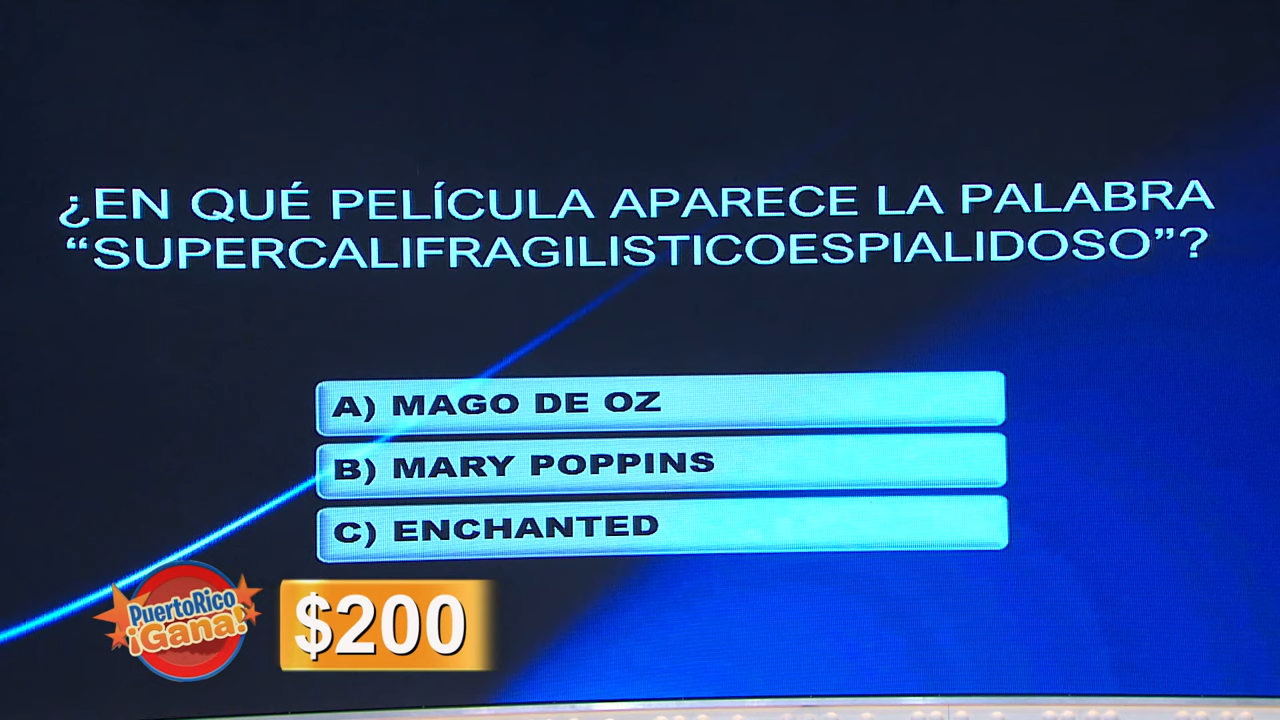 ¿EN QUÉ PELÍCULA APARECE LA PALABRA
“SUPERCALIFRAGILISTICOESPIALIDOSO”?
A) MAGO DE OZ
B) MARY POPPINS
C) ENCHANTED
PuertoRico
¡Gana!
$200